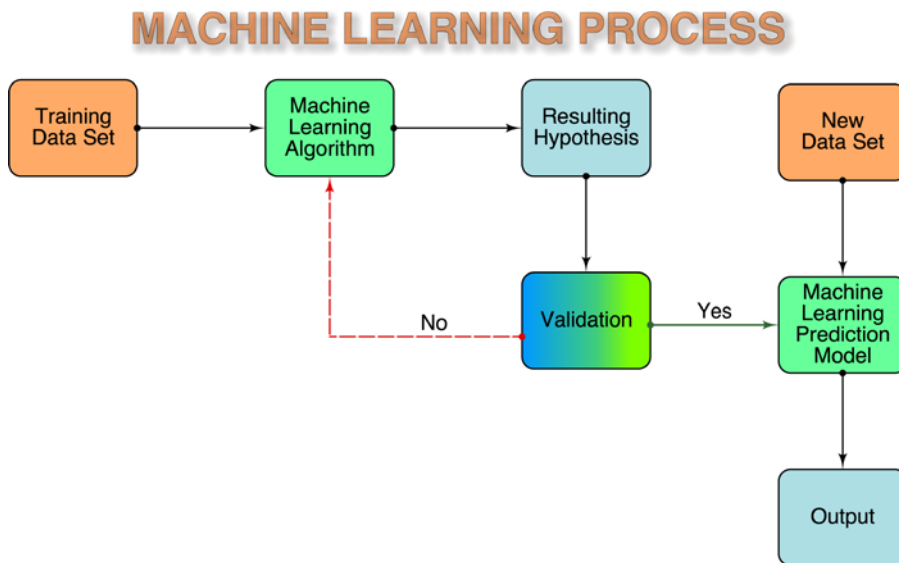 MACHINE LEARNING PROCESS
Training
Data Set
Machine
Learning
Algorithm
Resulting
Hypothesis
New
Data Set
No
Validation
Yes
Machine
Learning
Prediction
Model
Output